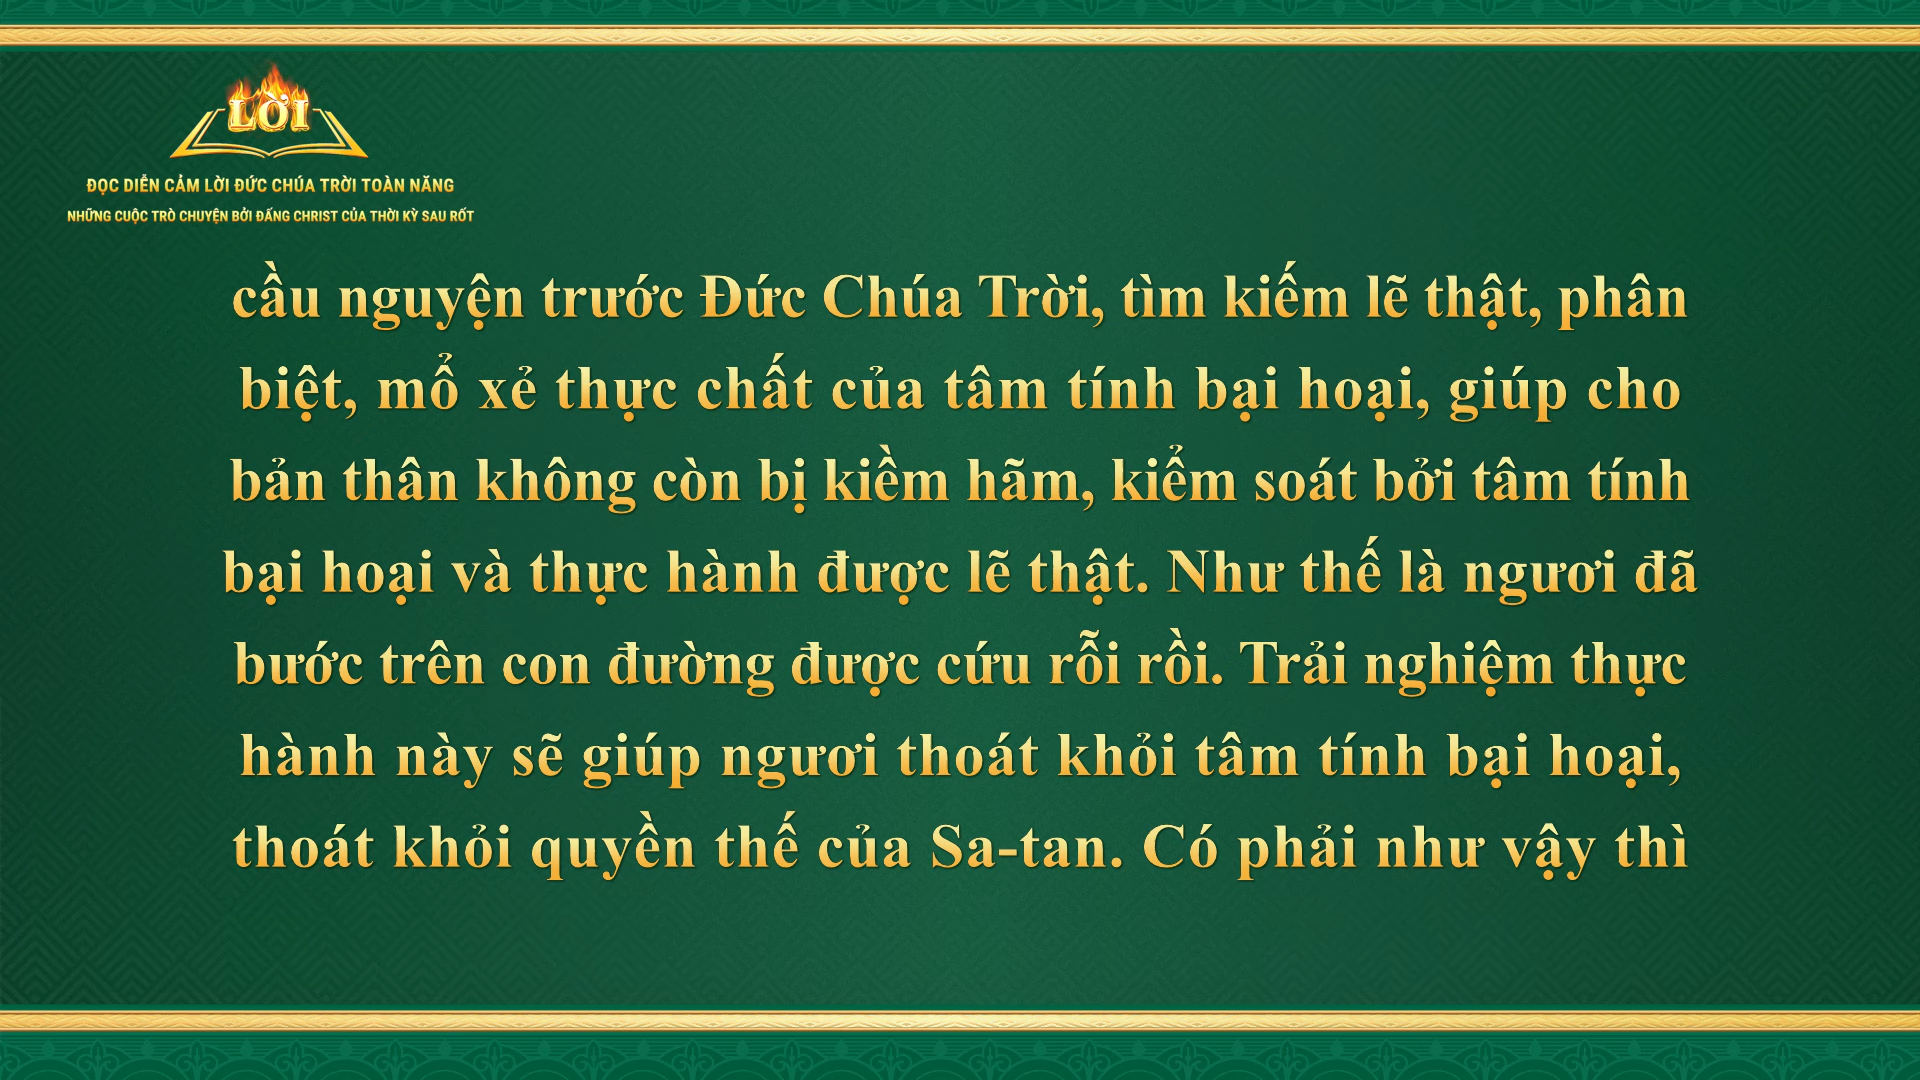 LỜI
ĐỌC DIỄN CẢM LỜI ĐỨC CHÚA TRỜI TOÀN NĂNG
NHỮNG CUỘC TRÒ CHUYỆN BỞI ĐẤNG CHRIST CỦA THỜI KỲ SAU RỐT
cầu nguyện trước Đức Chúa Trời, tìm kiếm lẽ thật, phân
biệt, mổ xẻ thực chất của tâm tính bại hoại, giúp cho
bản thân không còn bị kiềm hãm, kiểm soát bởi tâm tính
bại hoại và thực hành được lẽ thật. Như thế là ngươi đã
bước trên con đường được cứu rỗi rồi. Trải nghiệm thực
hành này sẽ giúp ngươi thoát khỏi tâm tính bại hoại,
thoát khỏi quyền thế của Sa-tan. Có phải như vậy thì